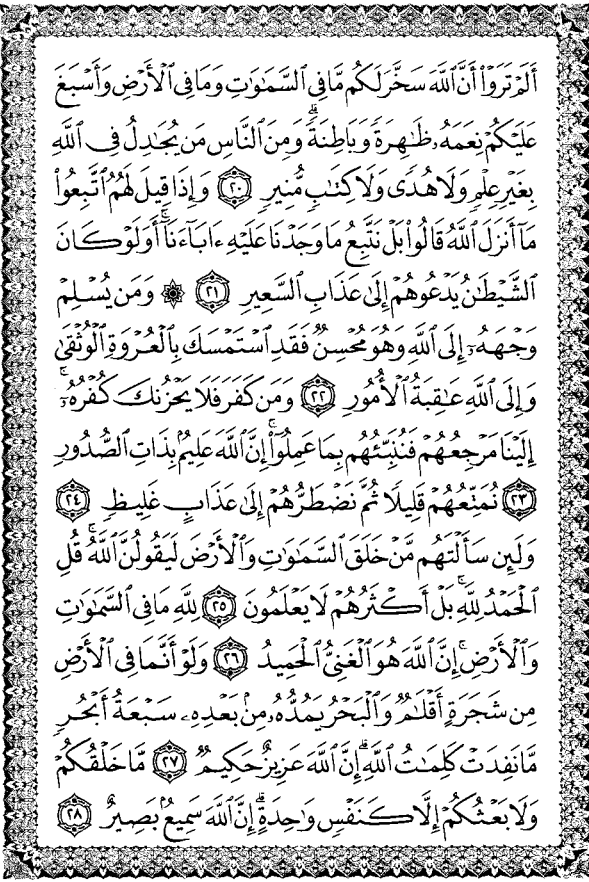 أَلَمْ تَرَوْا۟ أَنَّ ٱللَّهَ سَخَّرَ لَكُم مَّا فِى ٱلسَّمَـٰوَٰتِ وَمَا فِى ٱلْأَرْضِ وَأَسْبَغَ
عَلَيْكُمْ نِعَمَهُۥ ظَـٰهِرَةً وَبَاطِنَةً ۗ وَمِنَ ٱلنَّاسِ مَن يُجَـٰدِلُ فِى ٱللَّهِ
بِغَيْرِ عِلْمٍ وَلَا هُدًى وَلَا كِتَـٰبٍ مُّنِيرٍ ٢٠ وَإِذَا قِيلَ لَهُمُ ٱتَّبِعُوا۟
مَآ أَنزَلَ ٱللَّهُ قَالُوا۟ بَلْ نَتَّبِعُ مَا وَجَدْنَا عَلَيْهِ ءَابَآءَنَآ ۚ أَوَلَوْ كَانَ
ٱلشَّيْطَـٰنُ يَدْعُوهُمْ إِلَىٰ عَذَابِ ٱلسَّعِيرِ ٢١ ۞ وَمَن يُسْلِمْ
وَجْهَهُۥٓ إِلَى ٱللَّهِ وَهُوَ مُحْسِنٌ فَقَدِ ٱسْتَمْسَكَ بِٱلْعُرْوَةِ ٱلْوُثْقَىٰ ۗ
وَإِلَى ٱللَّهِ عَـٰقِبَةُ ٱلْأُمُورِ ٢٢ وَمَن كَفَرَ فَلَا يَحْزُنكَ كُفْرُهُۥٓ ۚ
إِلَيْنَا مَرْجِعُهُمْ فَنُنَبِّئُهُم بِمَا عَمِلُوٓا۟ ۚ إِنَّ ٱللَّهَ عَلِيمٌۢ بِذَاتِ ٱلصُّدُورِ
٢٣ نُمَتِّعُهُمْ قَلِيلًا ثُمَّ نَضْطَرُّهُمْ إِلَىٰ عَذَابٍ غَلِيظٍ ٢٤
وَلَئِن سَأَلْتَهُم مَّنْ خَلَقَ ٱلسَّمَـٰوَٰتِ وَٱلْأَرْضَ لَيَقُولُنَّ ٱللَّهُ ۚ قُلِ
ٱلْحَمْدُ لِلَّهِ ۚ بَلْ أَكْثَرُهُمْ لَا يَعْلَمُونَ ٢٥ لِلَّهِ مَا فِى ٱلسَّمَـٰوَٰتِ
وَٱلْأَرْضِ ۚ إِنَّ ٱللَّهَ هُوَ ٱلْغَنِىُّ ٱلْحَمِيدُ ٢٦ وَلَوْ أَنَّمَا فِى ٱلْأَرْضِ
مِن شَجَرَةٍ أَقْلَـٰمٌ وَٱلْبَحْرُ يَمُدُّهُۥ مِنۢ بَعْدِهِۦ سَبْعَةُ أَبْحُرٍ
مَّا نَفِدَتْ كَلِمَـٰتُ ٱللَّهِ ۗ إِنَّ ٱللَّهَ عَزِيزٌ حَكِيمٌ ٢٧ مَّا خَلْقُكُمْ
وَلَا بَعْثُكُمْ إِلَّا كَنَفْسٍ وَٰحِدَةٍ ۗ إِنَّ ٱللَّهَ سَمِيعٌۢ بَصِيرٌ ٢٨